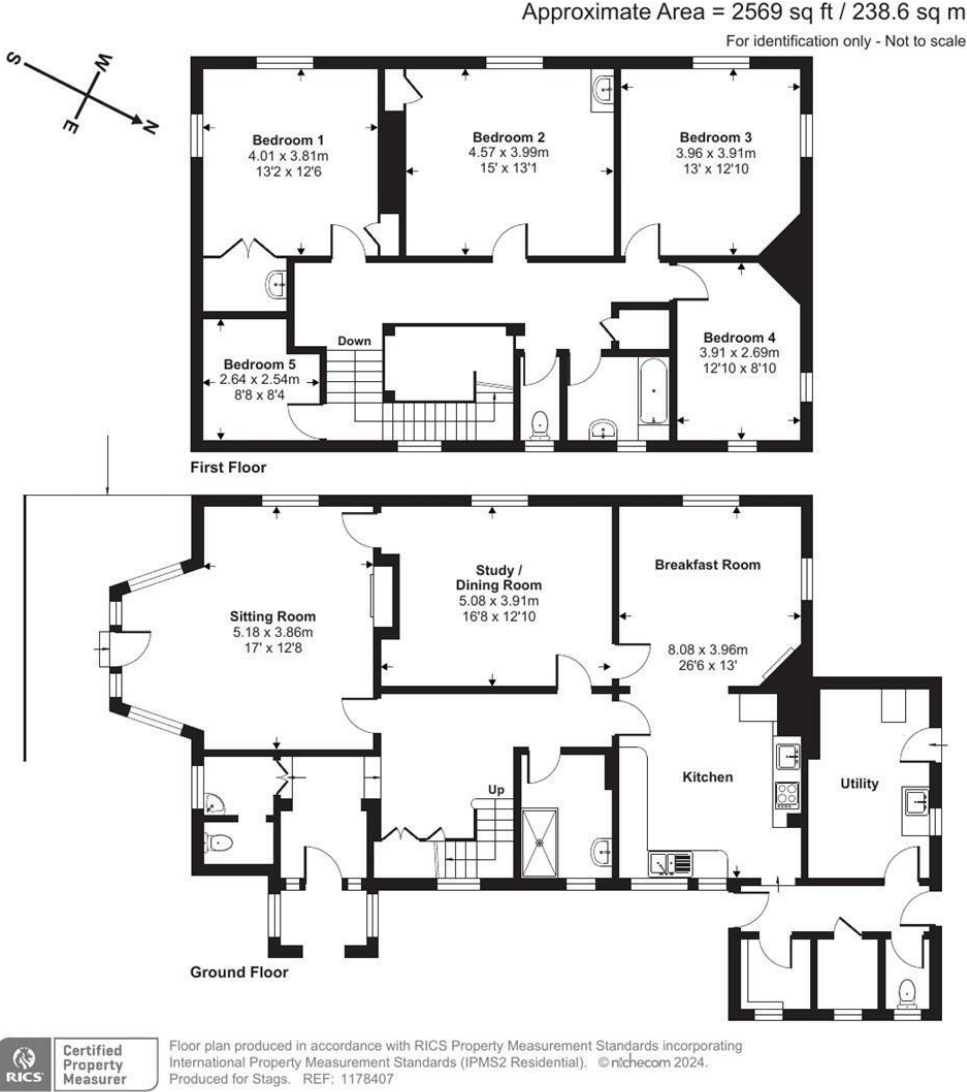 Approximate Area = 2569 sq ft / 238.6 sq m
For identification only - Not to scale
S
W
E
N
Bedroom 1
4.01 x 3.81m
13'2 x 12'6
Bedroom 2
4.57 x 3.99m
15' x 13'1
Bedroom 3
3.96 x 3.91m
13' x 12'10
Bedroom 4
3.91 x 2.69m
12'10 x 8'10
Down
Bedroom 5
2.64 x 2.54m
8'8 x 8'4
First Floor
Sitting Room
5.18 x 3.86m
17' x 12'8
Study /
Dining Room
5.08 x 3.91m
16'8 x 12'10
Breakfast Room
8.08 x 3.96m
26'6 x 13'
Kitchen
Utility
Up
Ground Floor
RICS
Certified
Property
Measurer
Floor plan produced in accordance with RICS Property Measurement Standards incorporating
International Property Measurement Standards (IPMS2 Residential). © nichecom 2024.
Produced for Stags. REF: 1178407